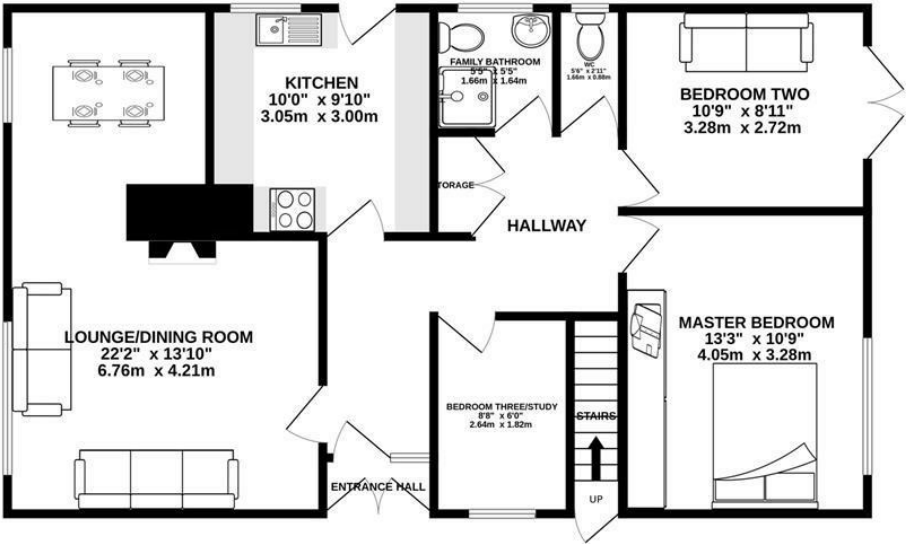 KITCHEN
10'0" x 9'10"
3.05m x 3.00m
FAMILY BATHROOM
5'5" x 5'5"
1.66m x 1.64m
WC
5'6" x 2'11"
1.66m x 0.88m
BEDROOM TWO
10'9" x 8'11"
3.28m x 2.72m
TORAGE
HALLWAY
LOUNGE/DINING ROOM
22'2" x 13'10"
6.76m x 4.21m
MASTER BEDROOM
13'3" x 10'9"
4.05m x 3.28m
BEDROOM THREE/STUDY
8'8" x 6'0"
2.64m x 1.82m
STAIRS
UP
ENTRANCE HALL